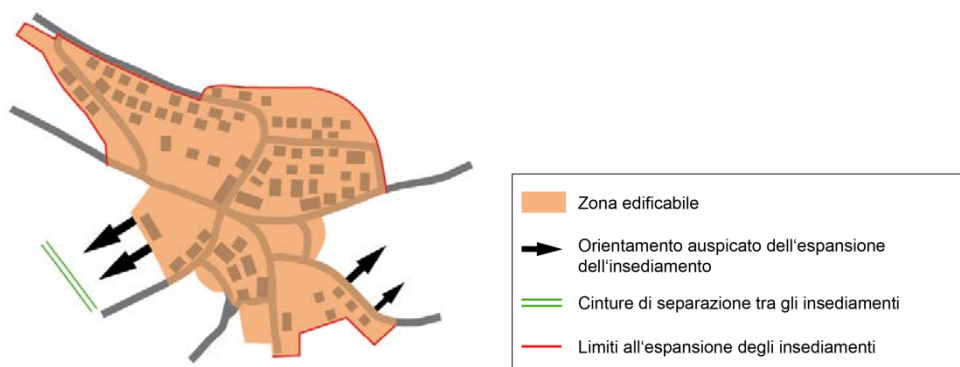 Zona edificabile
Orientamento auspicato dell'espansione
dell'insediamento
Cinture di separazione tra gli insediamenti
Limiti all'espansione degli insediamenti